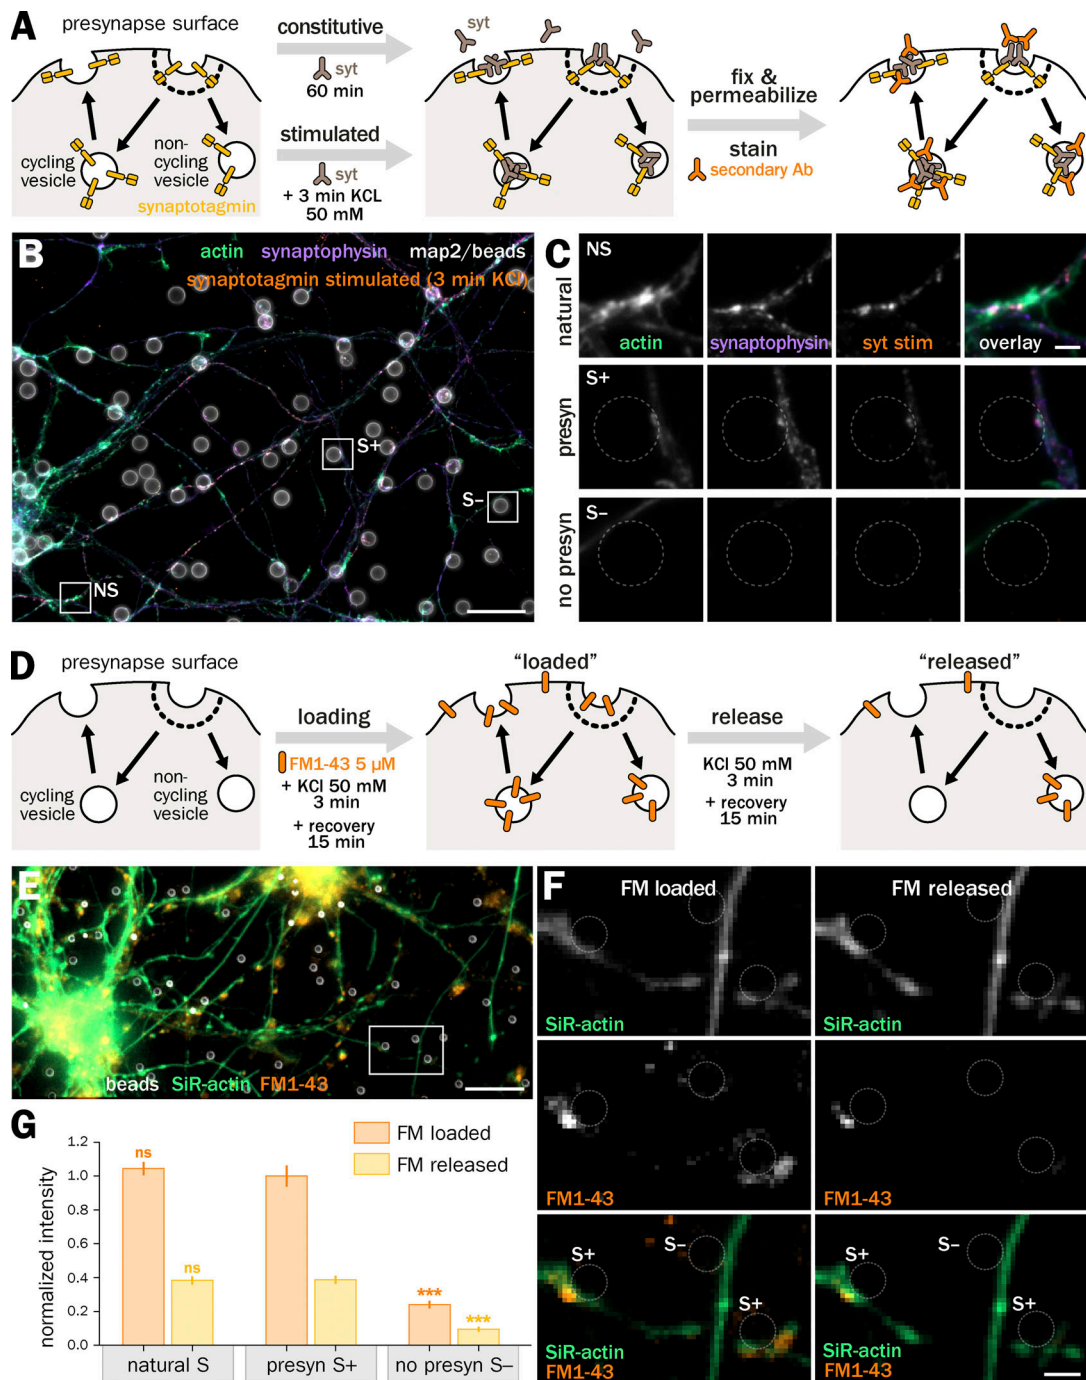 A
presynapse surface
constitutive
syt
60 min
stimulated
syt
+ 3 min KCL
50 mM
cycling
vesicle
non-
cycling
vesicle
synaptotagmin
syt
fix &
permeabilize
stain
secondary Ab
B
actin synaptophysin map2/beads
synaptotagmin stimulated (3 min KCl)
S+
S–
NS
C
natural
NS
actin
synaptophysin
syt stim
overlay
presyn
S+
no presyn
S–
D
presynapse surface
loading
FM1-43 5 µM
+ KCl 50 mM
3 min
+ recovery
15 min
cycling
vesicle
non-
cycling
vesicle
"loaded"
release
KCl 50 mM
3 min
+ recovery
15 min
"released"
E
beads SiR-actin FM1-43
F
FM loaded
FM released
SiR-actin
SiR-actin
FM1-43
FM1-43
S+
S–
S+
SiR-actin
FM1-43
S+
S–
S+
SiR-actin
FM1-43
G
normalized intensity
1.2
1.0
0.8
0.6
0.4
0.2
0.0
FM loaded
FM released
ns
ns
***
***
natural S
presyn S+
no presyn S–